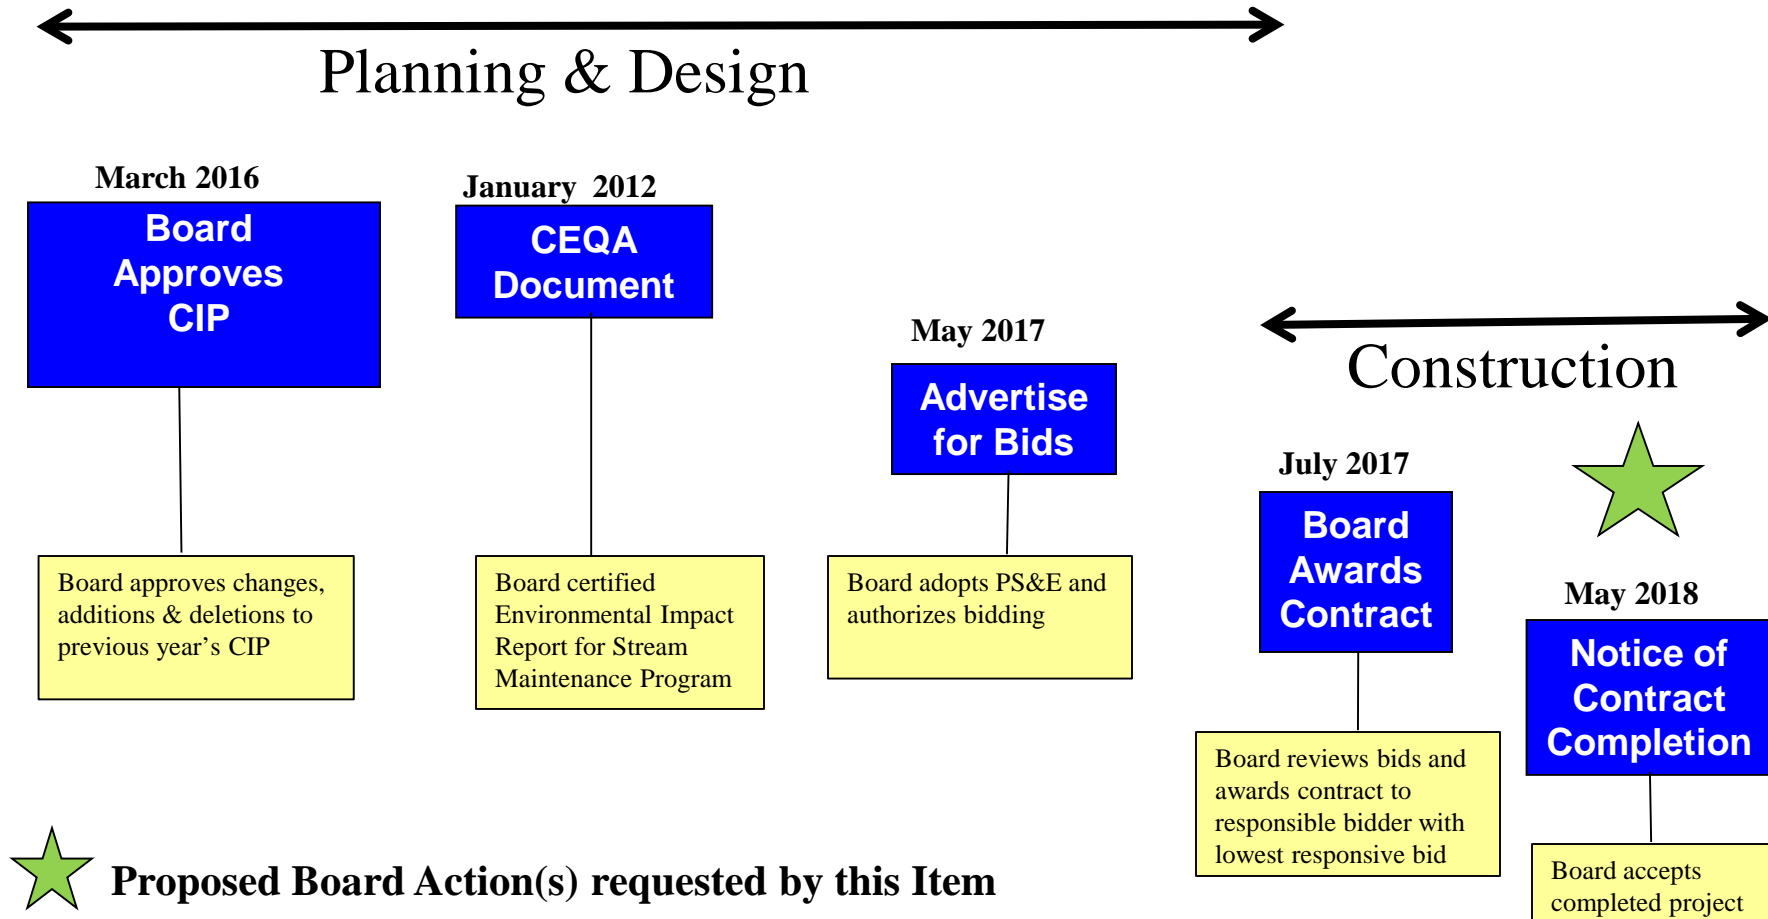 Planning & Design
March 2016
Board
Approves
CIP
Board approves changes,
additions & deletions to
previous year’s CIP
January 2012
CEQA
Document
Board certified
Environmental Impact
Report for Stream
Maintenance Program
May 2017
Advertise
for Bids
Board adopts PS&E and
authorizes bidding
Construction
July 2017
Board
Awards
Contract
Board reviews bids and
awards contract to
responsible bidder with
lowest responsive bid
May 2018
Notice of
Contract
Completion
Board accepts
completed project
Proposed Board Action(s) requested by this Item